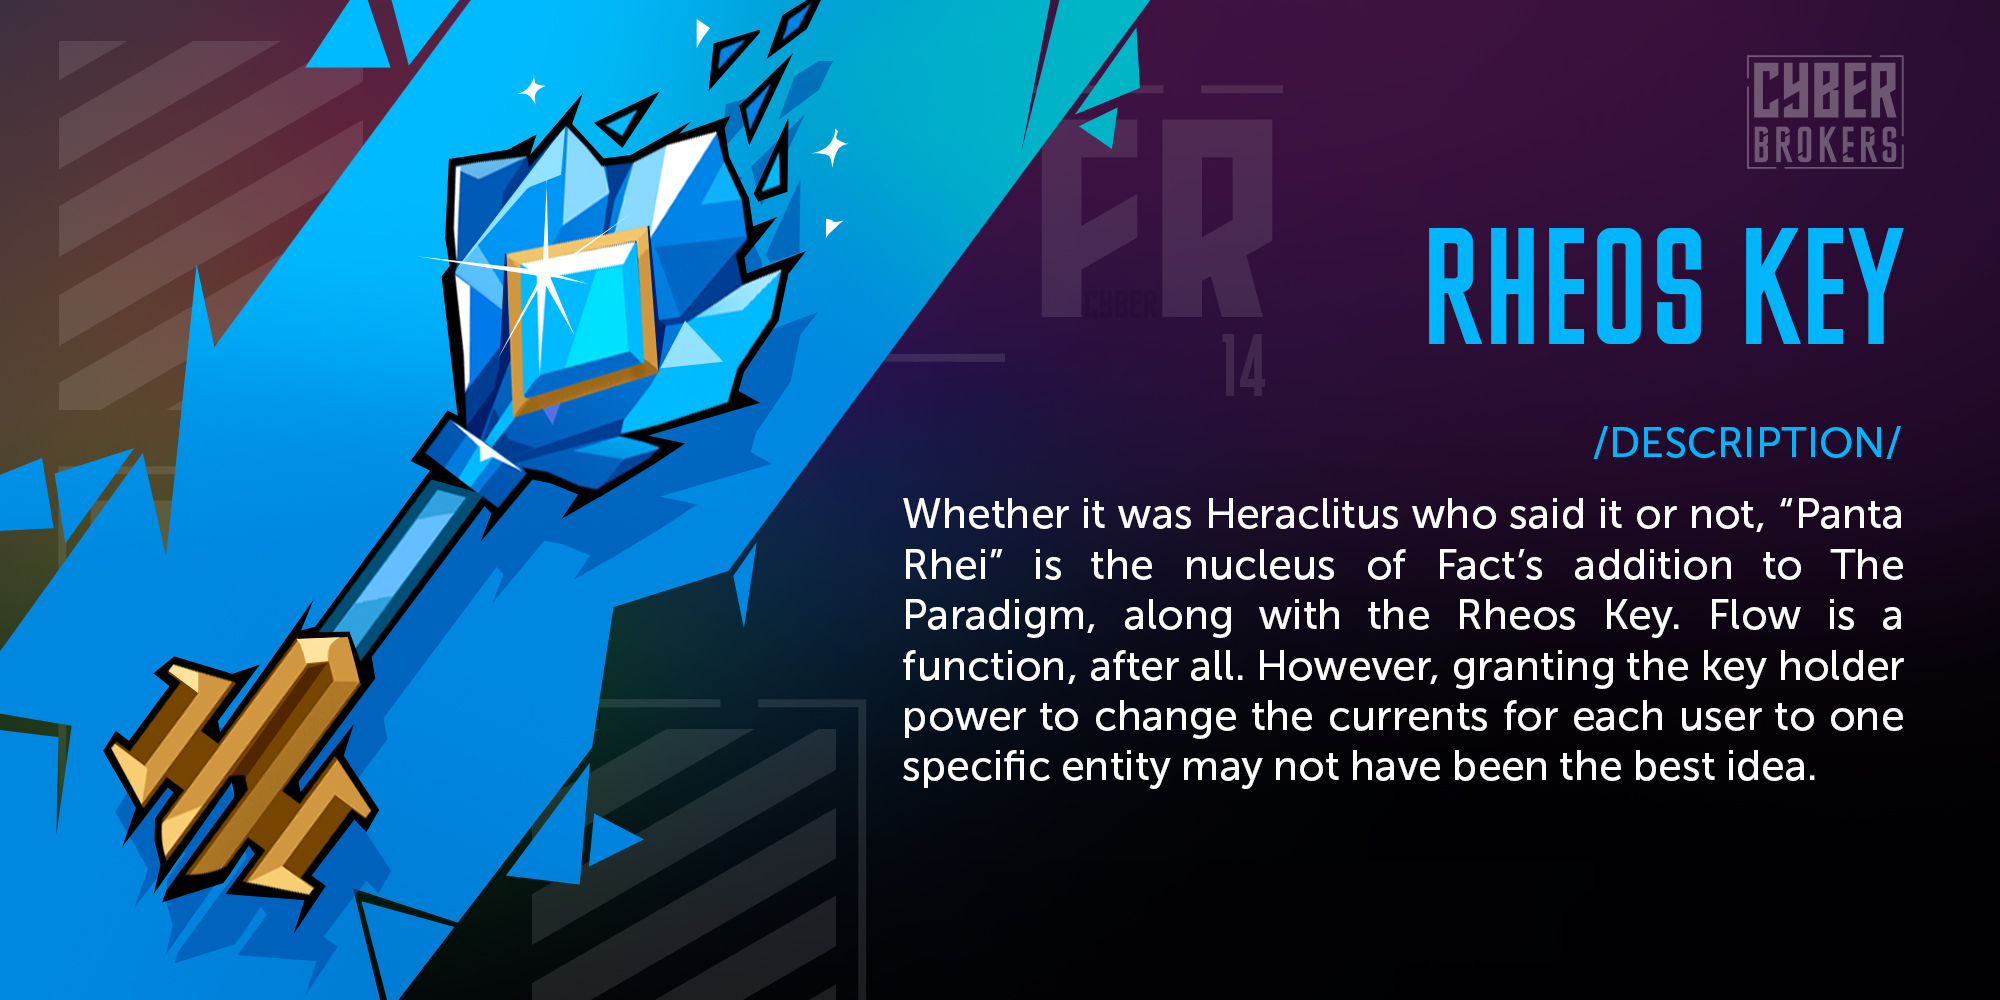 CYBER
BROKERS
FR
CYBER
14
RHEOS KEY
/DESCRIPTION/
Whether it was Heraclitus who said it or not, “Panta
Rhei” is the nucleus of Fact’s addition to The
Paradigm, along with the Rheos Key. Flow is a
function, after all. However, granting the key holder
power to change the currents for each user to one
specific entity may not have been the best idea.